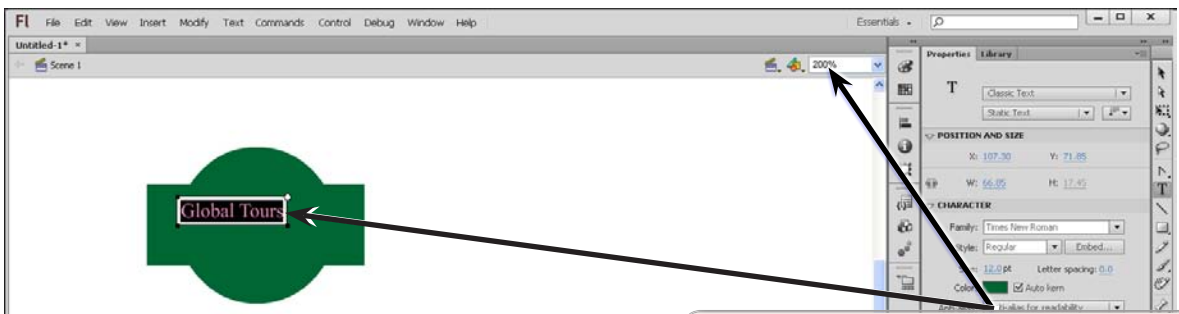 Fl File Edit View Insert Modify Text Commands Control Debug Window Help Essentials
Untitled-1*
Scene 1 200%
Properties Library
T Classic Text
Static Text
POSITION AND SIZE
X: 107.30 Y: 71.85
W: 66.05 H: 17.45
CHARACTER
Global Tours
Family: Times New Roman
Style: Regular Embed...
12.0 pt Letter spacing: 0.0
Color: Auto kern
for readability